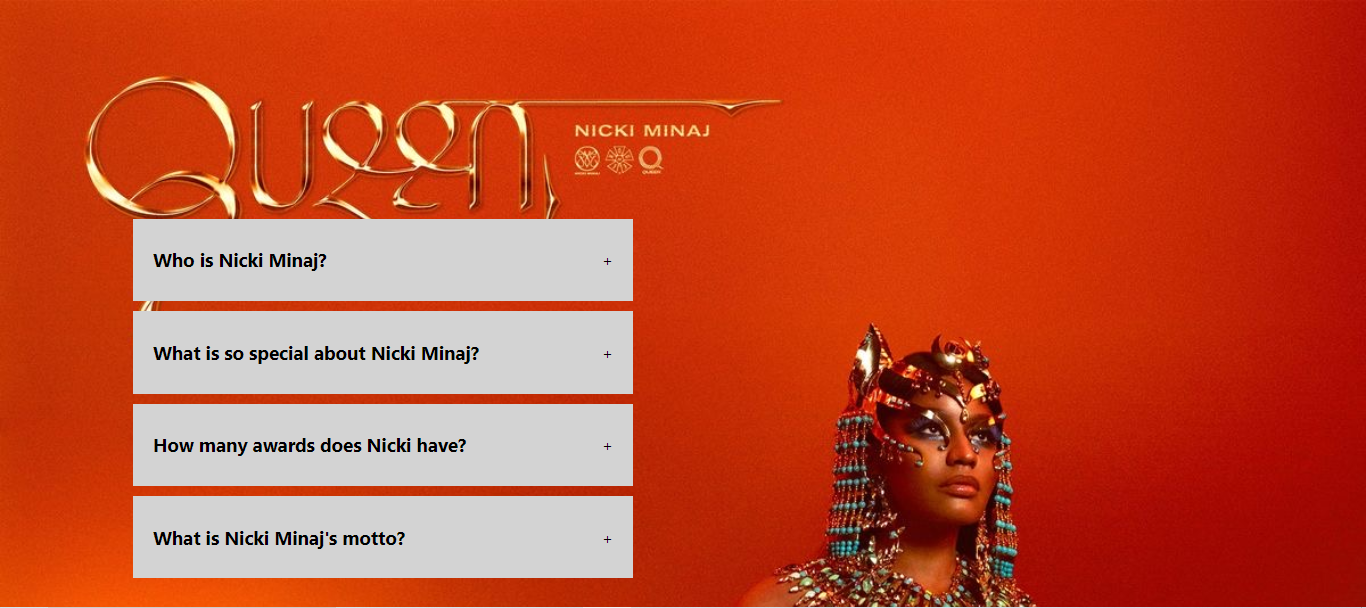 Queen
NICKI MINAJ
QUEEN
Who is Nicki Minaj?
+
What is so special about Nicki Minaj?
+
How many awards does Nicki have?
+
What is Nicki Minaj's motto?
+